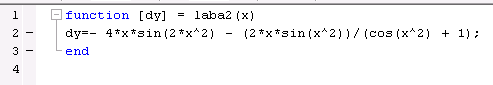 1 function [dy] = laba2(x)
2 – dy=- 4*x*sin(2*x^2) - (2*x*sin(x^2))/(cos(x^2) + 1);
3 – end
4